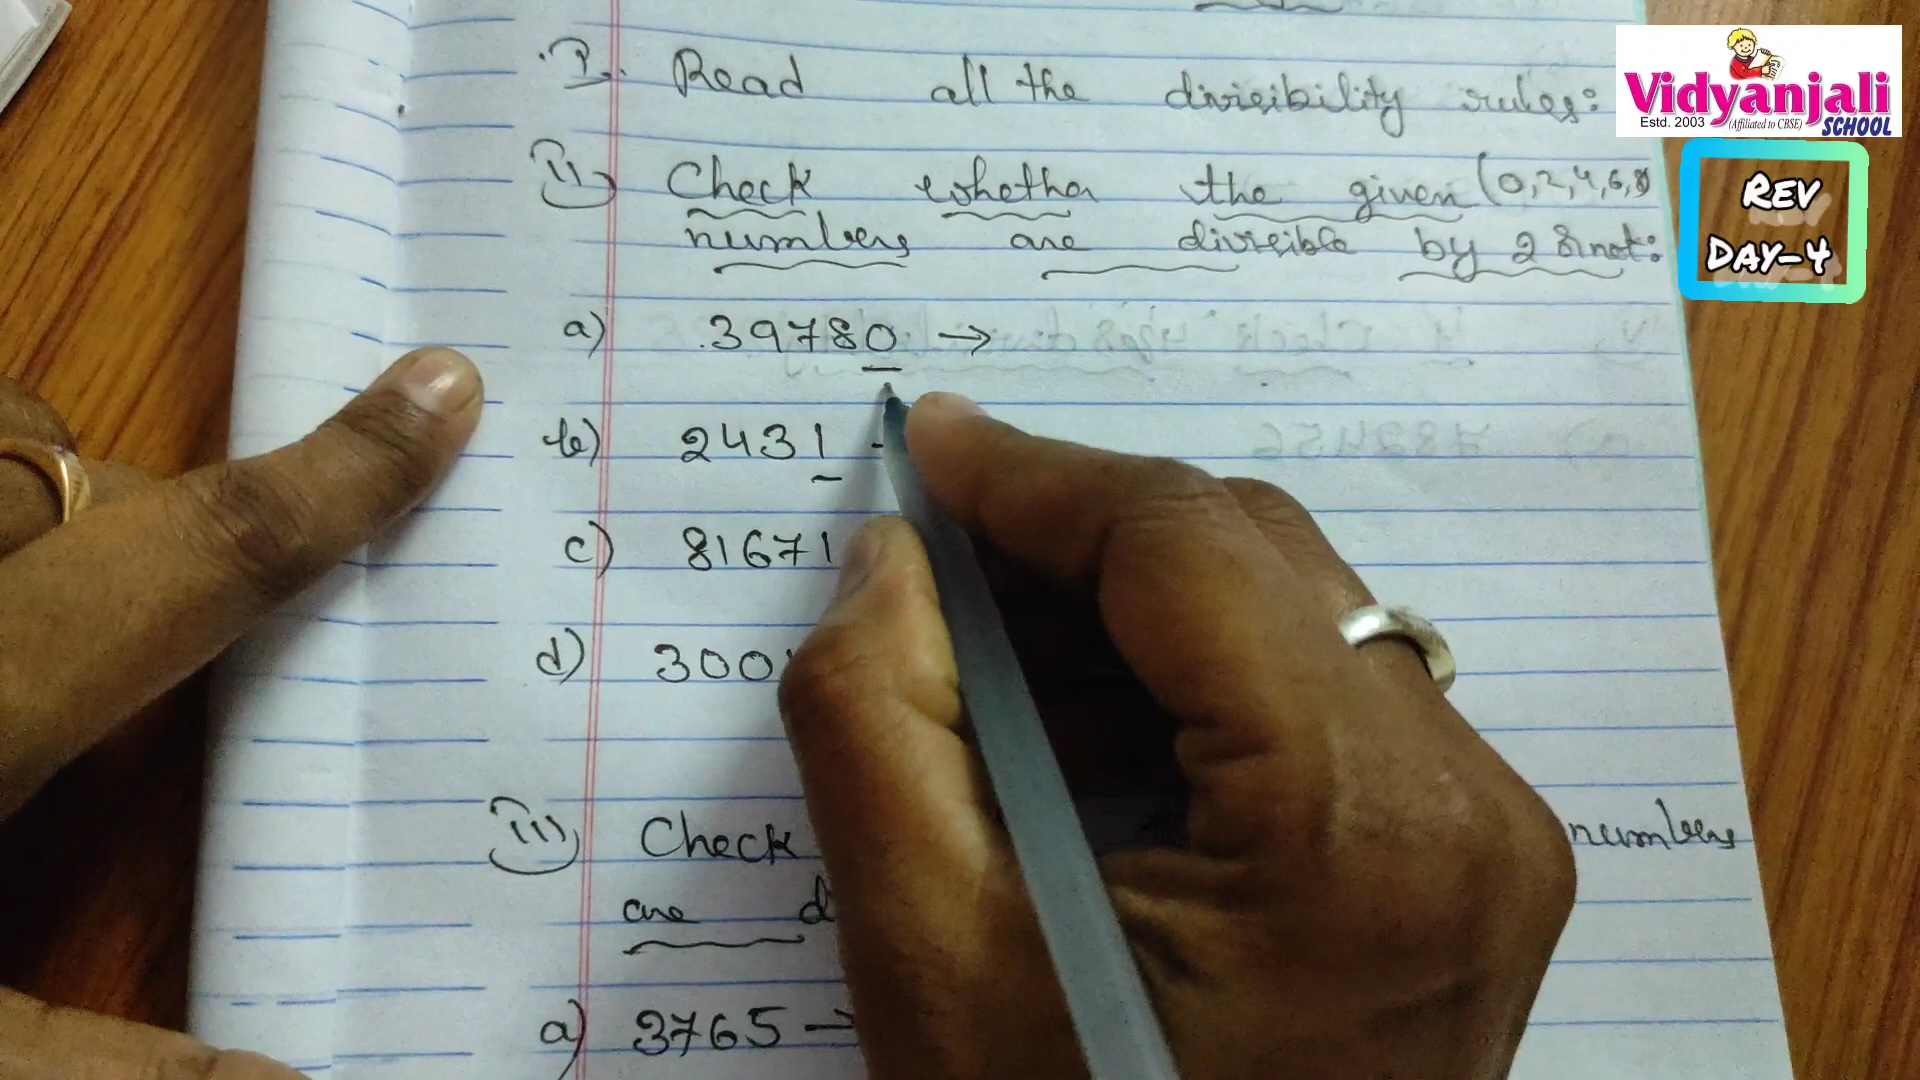 I. Read all the divisibility rules:
II) Check whether the given (0,2,4,6,8)
numbers are divisible by 2 or not:
a) 39780 →
b) 2431
c) 81671
d) 300
III) Check numbers
are d
a) 3765 →
Vidyanjali
Estd. 2003 (Affiliated to CBSE) SCHOOL
REV
DAY-4